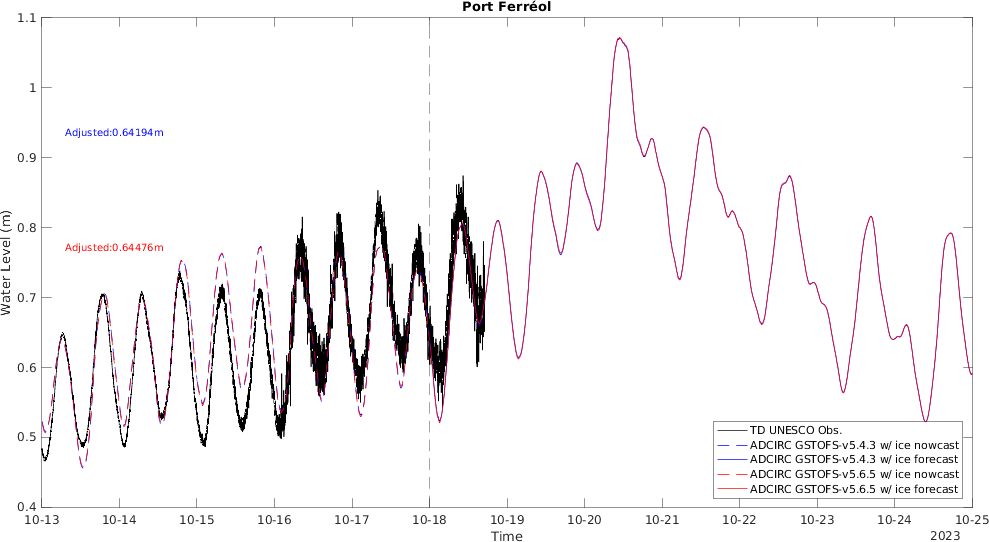 Port Ferréol
1.1
1
0.9
0.8
0.7
0.6
0.5
0.4
Water Level (m)
Adjusted:0.64194m
Adjusted:0.64476m
TD UNESCO Obs.
ADCIRC GSTOFS-v5.4.3 w/ ice nowcast
ADCIRC GSTOFS-v5.4.3 w/ ice forecast
ADCIRC GSTOFS-v5.6.5 w/ ice nowcast
ADCIRC GSTOFS-v5.6.5 w/ ice forecast
10-13 10-14 10-15 10-16 10-17 10-18 10-19 10-20 10-21 10-22 10-23 10-24 10-25
Time
2023